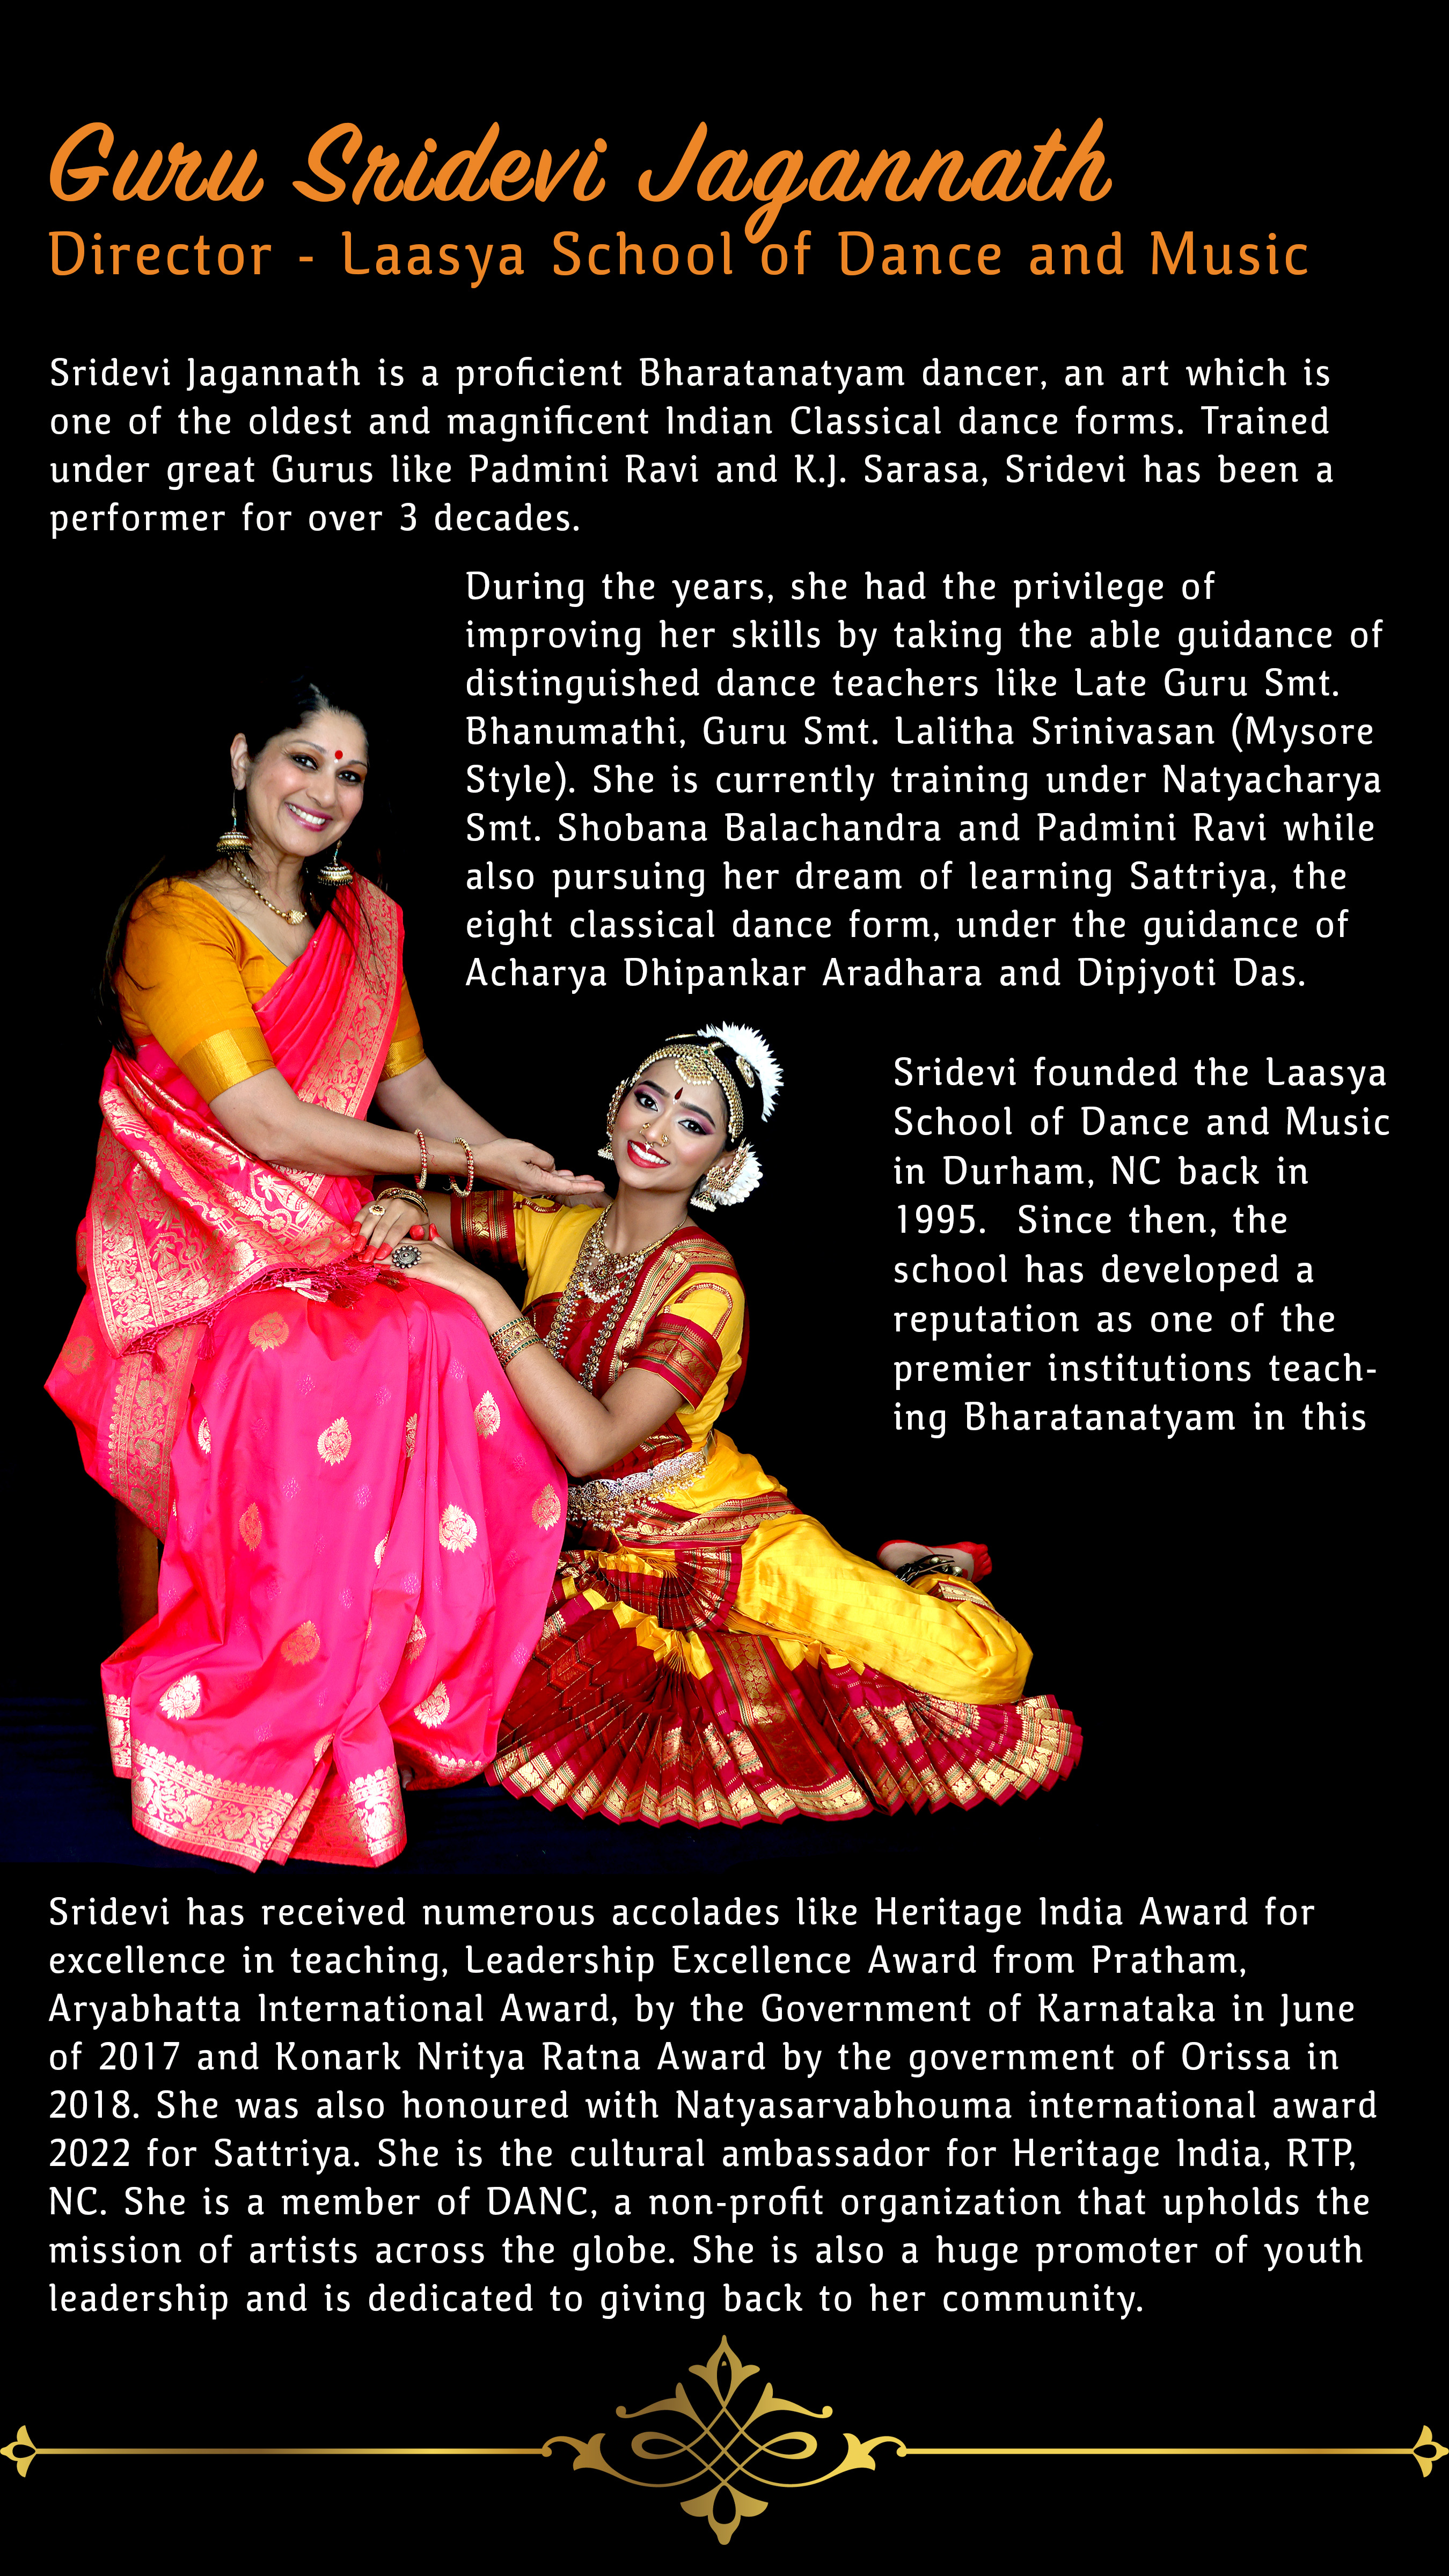 Guru Sridevi Jagannath
Director - Laasya School of Dance and Music
Sridevi Jagannath is a proficient Bharatanatyam dancer, an art which is
one of the oldest and magnificent Indian Classical dance forms. Trained
under great Gurus like Padmini Ravi and K.J. Sarasa, Sridevi has been a
performer for over 3 decades.
During the years, she had the privilege of
improving her skills by taking the able guidance of
distinguished dance teachers like Late Guru Smt.
Bhanumathi, Guru Smt. Lalitha Srinivasan (Mysore
Style). She is currently training under Natyacharya
Smt. Shobana Balachandra and Padmini Ravi while
also pursuing her dream of learning Sattriya, the
eight classical dance form, under the guidance of
Acharya Dhipankar Aradhara and Dipjyoti Das.
Sridevi founded the Laasya
School of Dance and Music
in Durham, NC back in
1995.  Since then, the
school has developed a
reputation as one of the
premier institutions teach-
ing Bharatanatyam in this
Sridevi has received numerous accolades like Heritage India Award for
excellence in teaching, Leadership Excellence Award from Pratham,
Aryabhatta International Award, by the Government of Karnataka in June
of 2017 and Konark Nritya Ratna Award by the government of Orissa in
2018. She was also honoured with Natyasarvabhouma international award
2022 for Sattriya. She is the cultural ambassador for Heritage India, RTP,
NC. She is a member of DANC, a non-profit organization that upholds the
mission of artists across the globe. She is also a huge promoter of youth
leadership and is dedicated to giving back to her community.